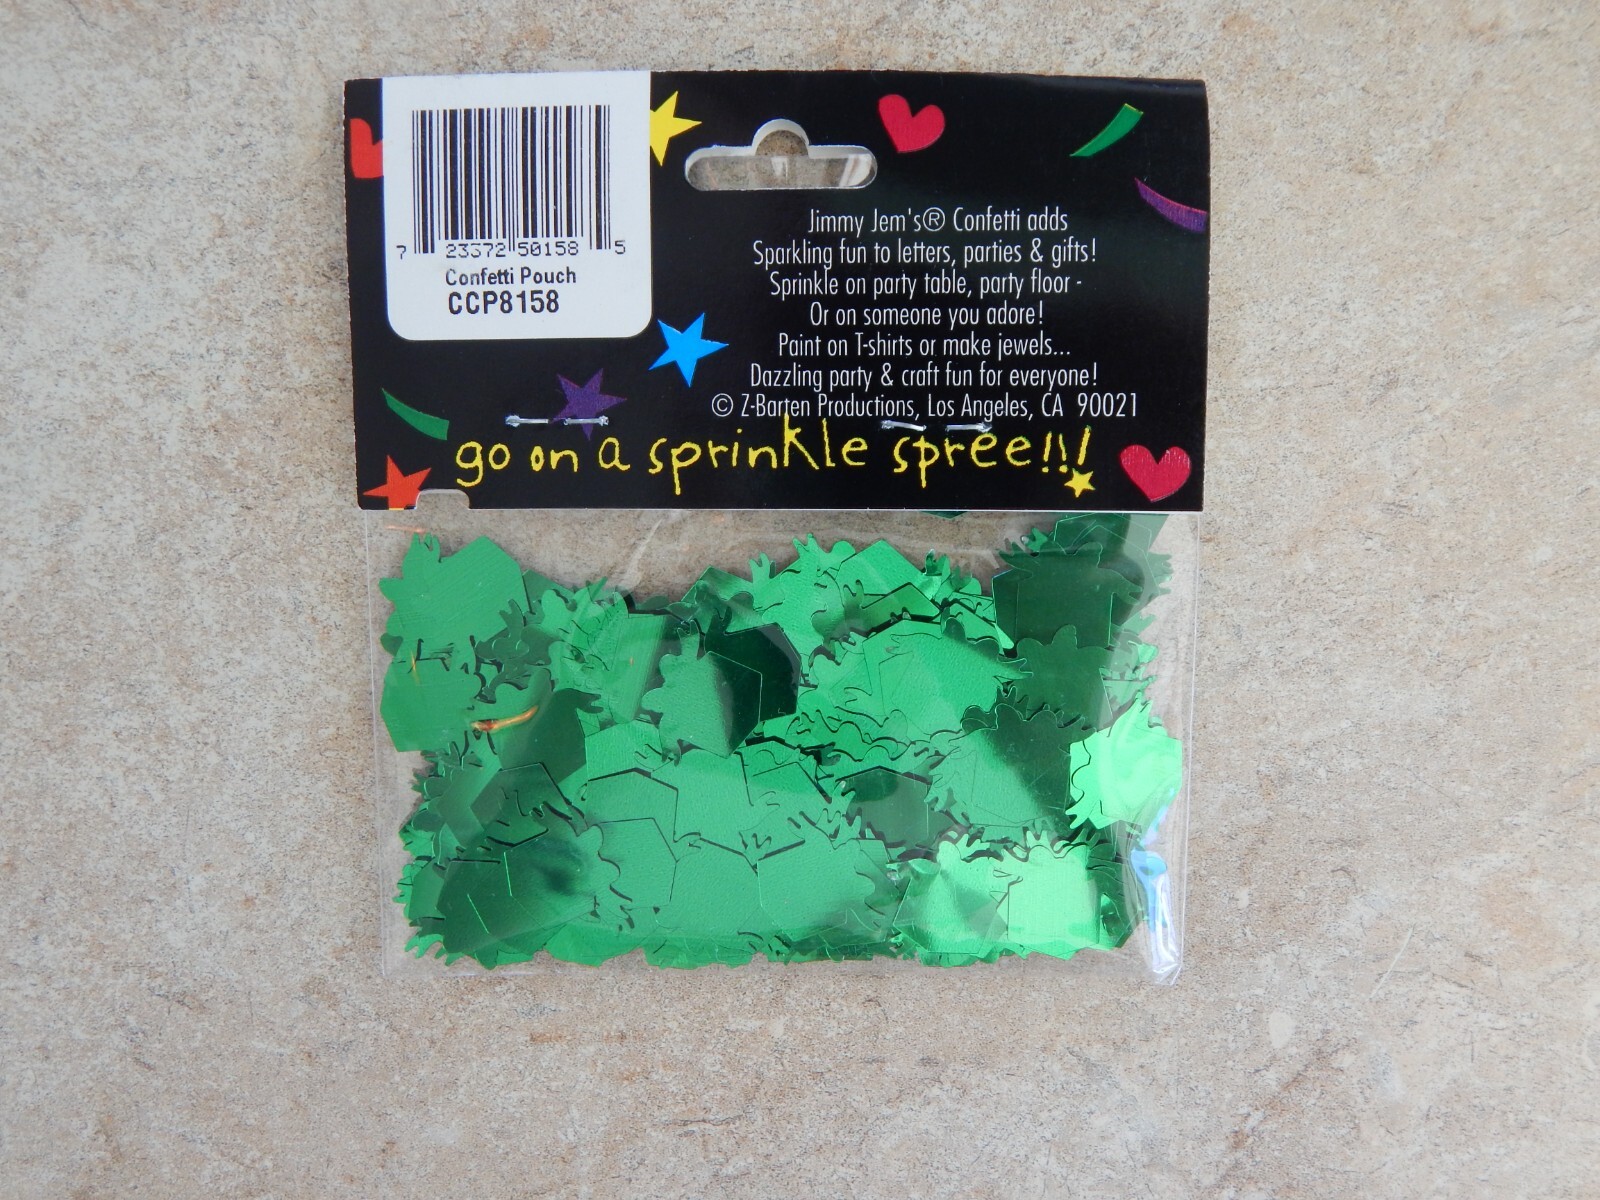 7 23372 50158 5
Confetti Pouch
CCP8158
Jimmy Jem's® Confetti adds
Sparkling fun to letters, parties & gifts!
Sprinkle on party table, party floor -
Or on someone you adore!
Paint on T-shirts or make jewels...
Dazzling party & craft fun for everyone!
© Z-Barten Productions, Los Angeles, CA 90021
go on a sprinkle spree!!!